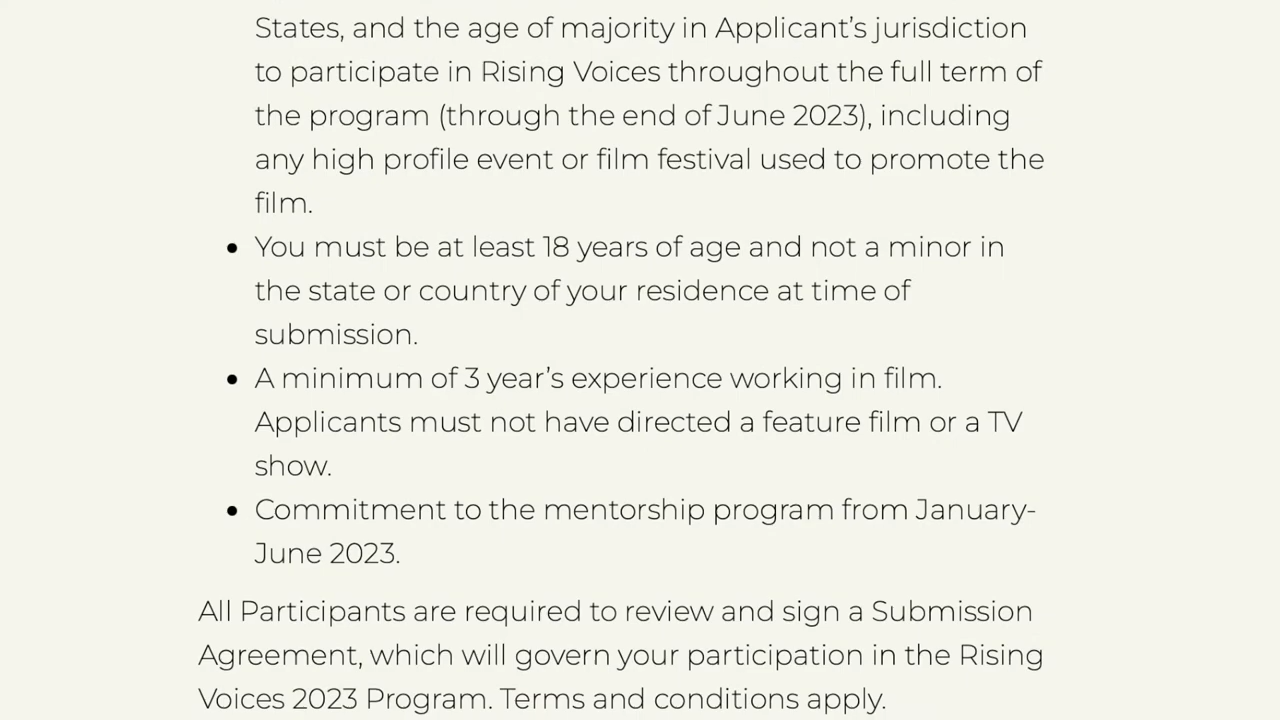 States, and the age of majority in Applicant's jurisdiction
to participate in Rising Voices throughout the full term of
the program (through the end of June 2023), including
any high profile event or film festival used to promote the
film.
• You must be at least 18 years of age and not a minor in
the state or country of your residence at time of
submission.
• A minimum of 3 year's experience working in film.
Applicants must not have directed a feature film or a TV
show.
• Commitment to the mentorship program from January-
June 2023.
All Participants are required to review and sign a Submission
Agreement, which will govern your participation in the Rising
Voices 2023 Program. Terms and conditions apply.